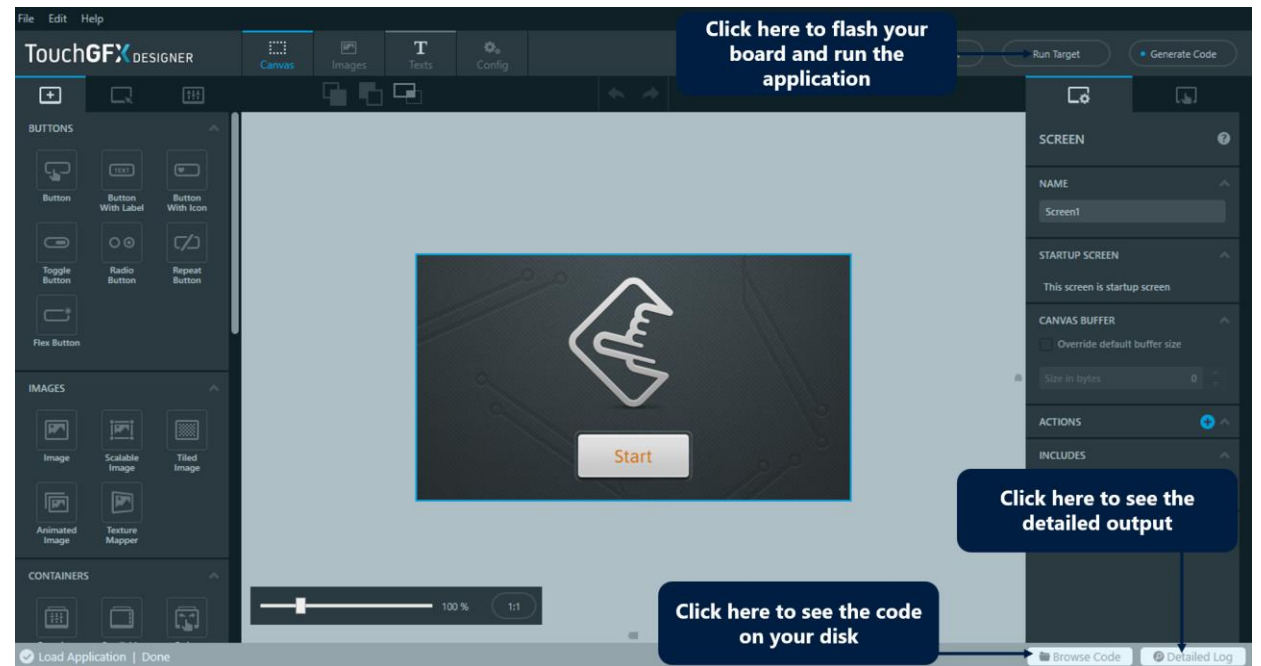 File Edit Help
TouchGFX DESIGNER
Canvas
Images
Texts
Config
Click here to flash your
board and run the
application
Run Target
Generate Code
BUTTONS
Button
Button
With Label
TEXT
Button
With Icon
Toggle
Button
Radio
Button
Repeat
Button
Flex Button
IMAGES
Image
Scalable
Image
Tiled
Image
Animated
Image
Texture
Mapper
CONTAINERS
Start
100 %
1:1
SCREEN
NAME
Screen1
STARTUP SCREEN
This screen is startup screen
CANVAS BUFFER
Override default buffer size
Size in bytes 0
ACTIONS
INCLUDES
Click here to see the
detailed output
Click here to see the code
on your disk
Load Application | Done
Browse Code
Detailed Log